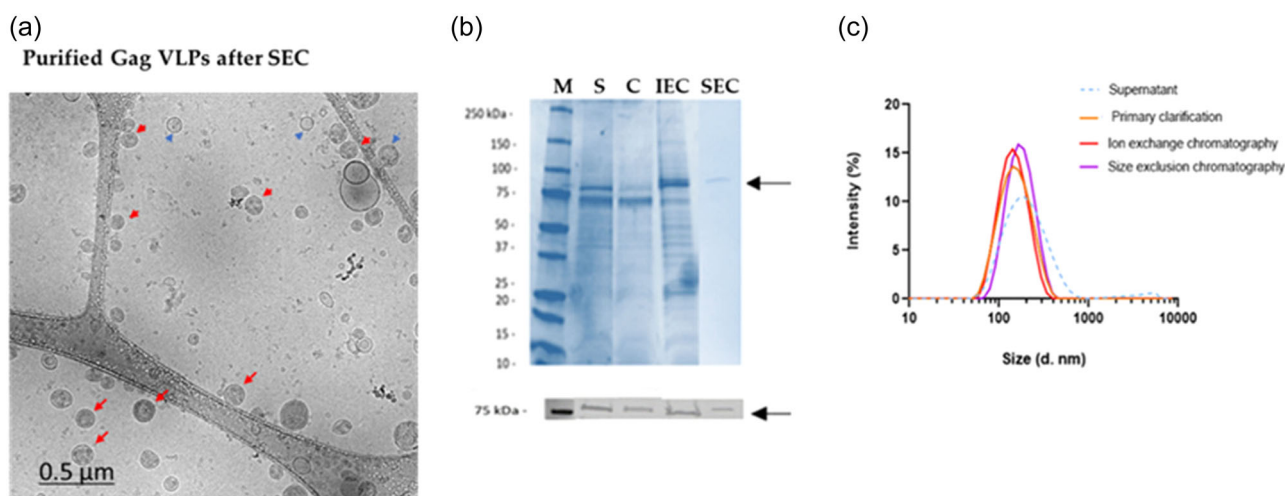 (a)
Purified Gag VLPs after SEC
0.5 µm
(b)
M S C IEC SEC
250 kDa -
150 -
100 -
75 -
50 -
37 -
25 -
20 -
15 -
10 -
75 kDa -
(c)
Supernatant
Primary clarification
Ion exchange chromatography
Size exclusion chromatography
Intensity (%)
20
15
10
5
0
10 100 1000 10000
Size (d. nm)